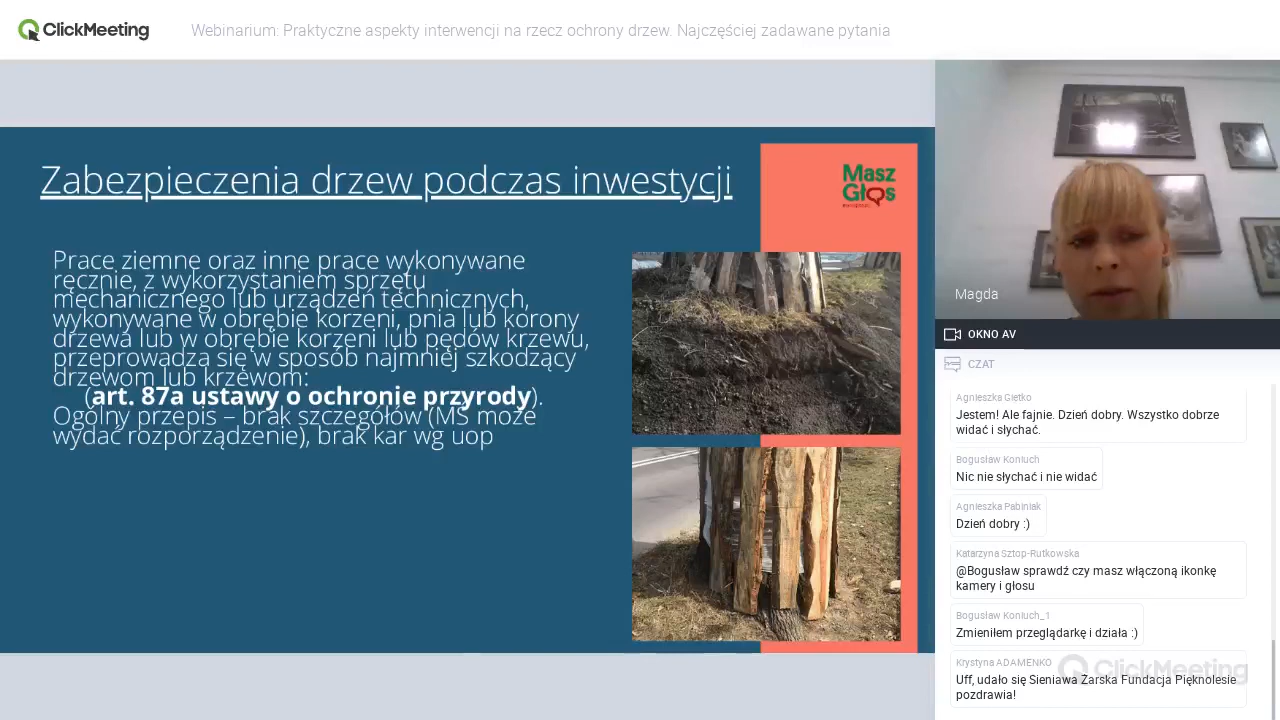 ClickMeeting
Webinarium: Praktyczne aspekty interwencji na rzecz ochrony drzew. Najczęściej zadawane pytania
Zabezpieczenia drzew podczas inwestycji
Masz
Głos
Prace ziemne oraz inne prace wykonywane
ręcznie, z wykorzystaniem sprzętu
mechanicznego lub urządzeń technicznych,
wykonywane w obrębie korzeni, pnia lub korony
drzewa lub w obrębie korzeni lub pędów krzewu,
przeprowadza się w sposób najmniej szkodzący
drzewom lub krzewom:
(art. 87a ustawy o ochronie przyrody).
Ogólny przepis – brak szczegółów (MŚ może
wydać rozporządzenie), brak kar wg uop
Magda
OKNO AV
CZAT
Agnieszka Gletko
Jestem! Ale fajnie. Dzień dobry. Wszystko dobrze
widać i słychać.
Bogusław Koniuch
Nic nie słychać i nie widać
Agnieszka Pabiniak
Dzień dobry :)
Katarzyna Sztop-Rutkowska
@Bogusław sprawdź czy masz włączoną ikonkę
kamery i głosu
Bogusław Koniuch_1
Zmieniłem przeglądarkę i działa :)
Krystyna ADAMENKO
Uff, udało się Sieniawa Żarska Fundacja Pięknolesie
pozdrawia!
ClickMeeting